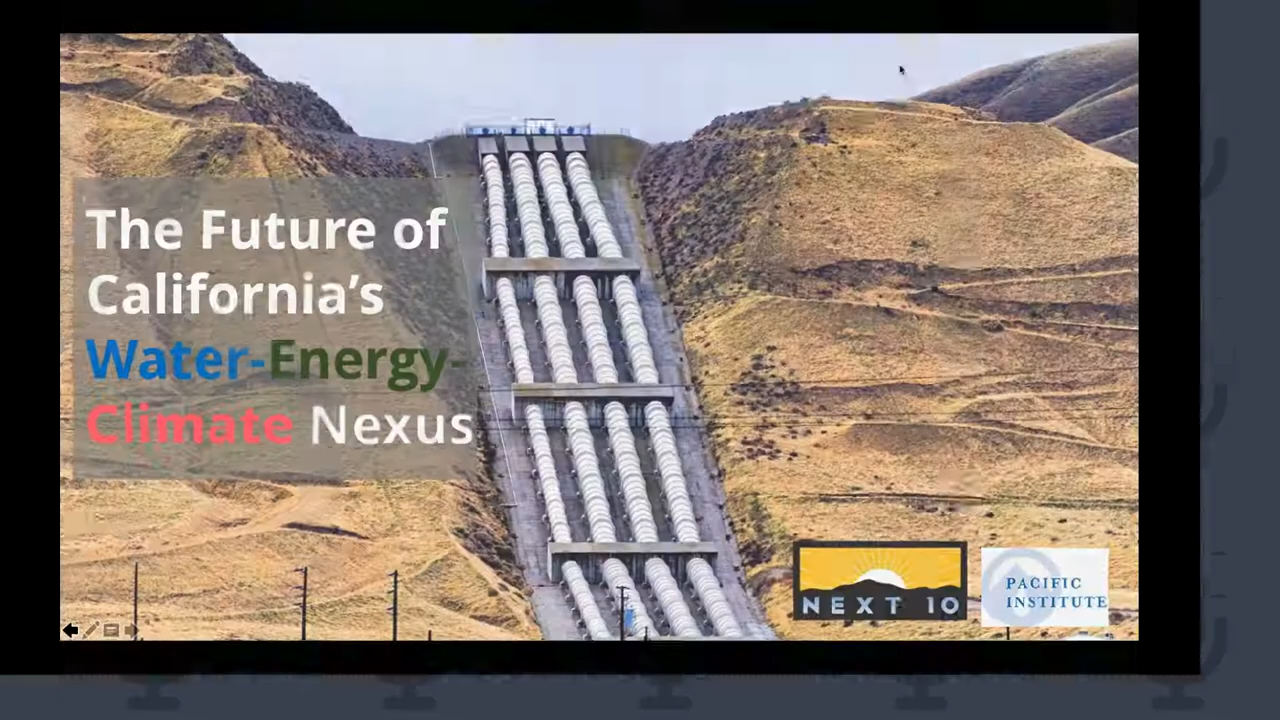 The Future of
California’s
Water-Energy-
Climate Nexus
NEXT 10
PACIFIC
INSTITUTE